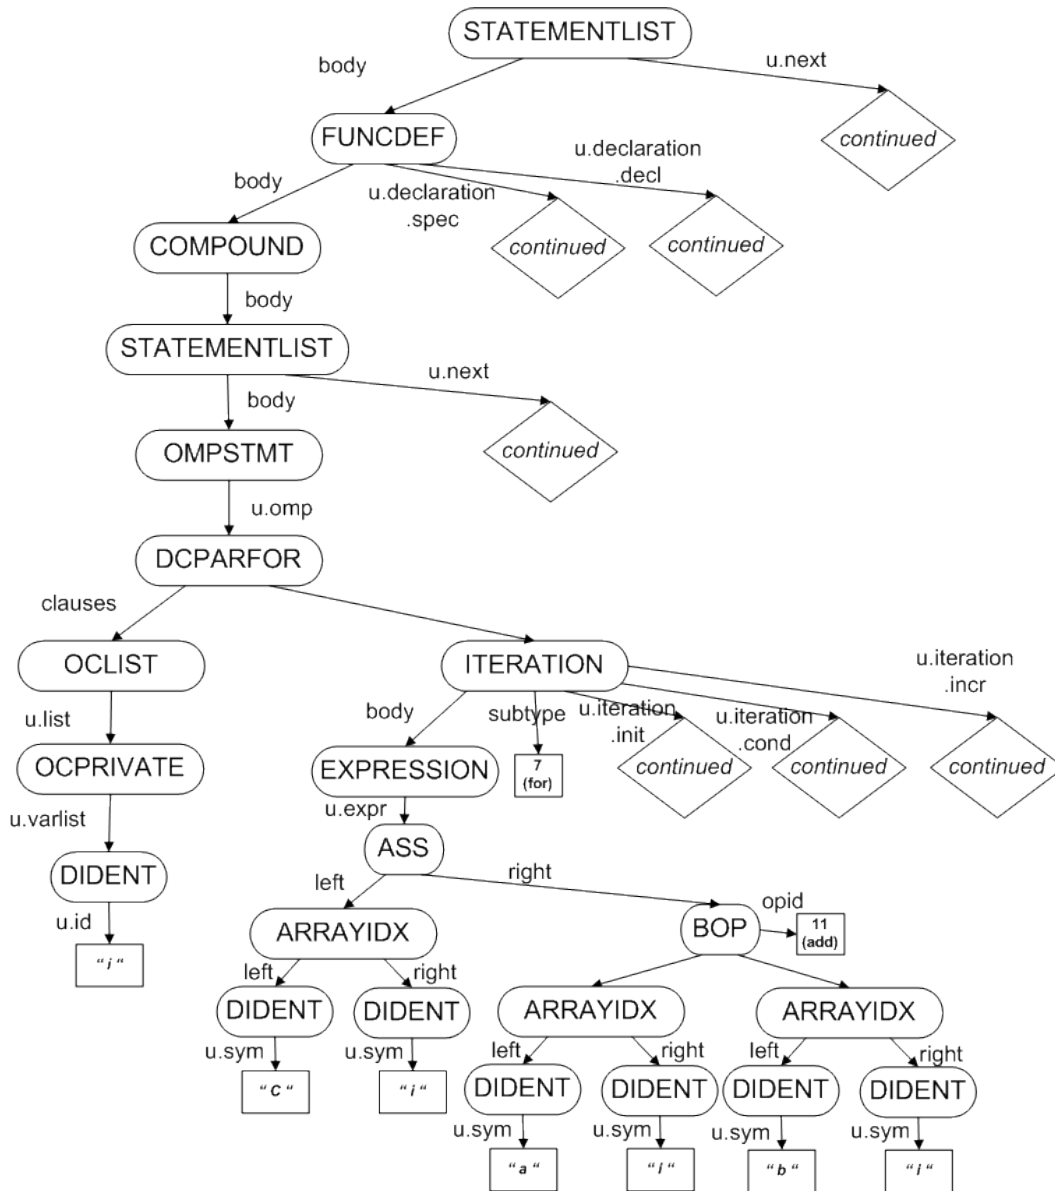 STATEMENTLIST
body
u.next
continued
FUNCDEF
body
u.declaration
.spec
u.declaration
.decl
continued
continued
COMPOUND
body
STATEMENTLIST
body
u.next
continued
OMPSTMT
u.omp
DCPARFOR
clauses
OCLIST
ITERATION
u.list
body
subtype
u.iteration
.init
u.iteration
.cond
u.iteration
.incr
OCPRIVATE
EXPRESSION
7
(for)
continued
continued
continued
u.varlist
u.expr
DIDENT
ASS
u.id
left
right
"i"
ARRAYIDX
BOP
opid
11
(add)
left
right
DIDENT
DIDENT
ARRAYIDX
ARRAYIDX
u.sym
u.sym
left
right
left
right
"C"
"i"
DIDENT
DIDENT
DIDENT
DIDENT
u.sym
u.sym
u.sym
u.sym
"a"
"i"
"b"
"i"